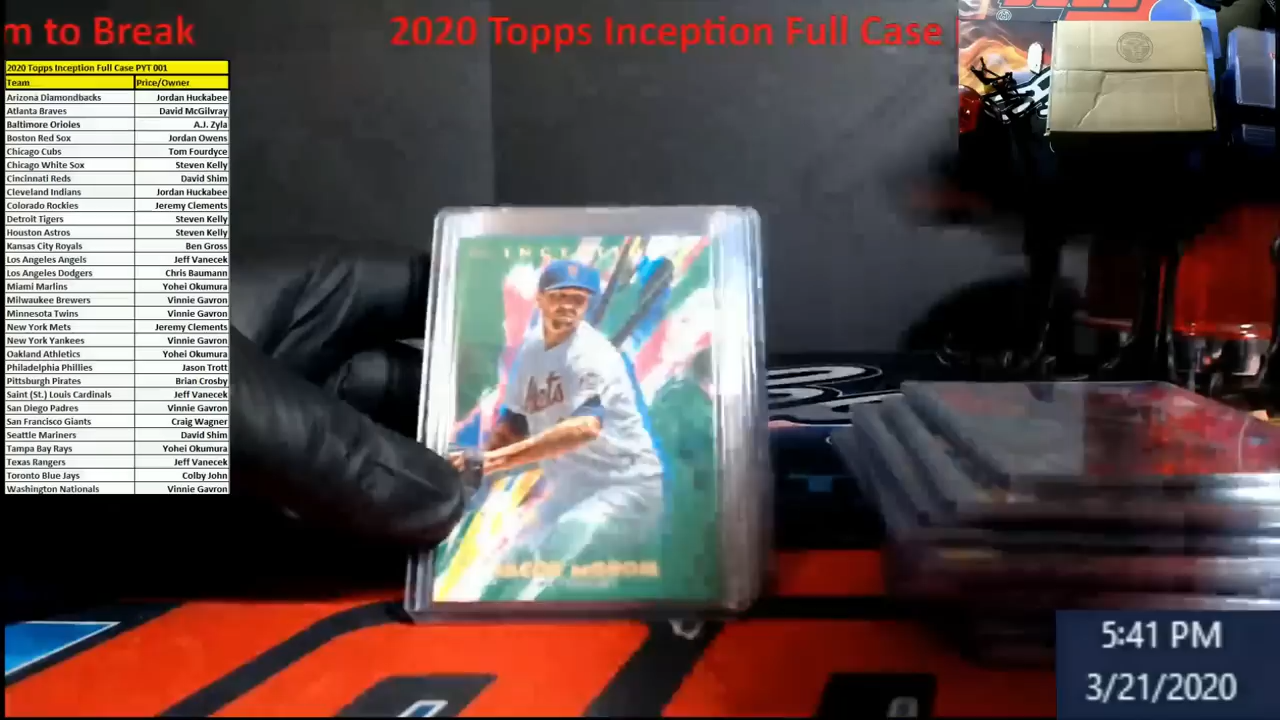 m to Break
2020 Topps Inception Full Case
2020 Topps Inception Full Case PYT 001
Team Price/Owner
Arizona Diamondbacks Jordan Huckabee
Atlanta Braves David McGilvray
Baltimore Orioles A.J. Zyla
Boston Red Sox Jordan Owens
Chicago Cubs Tom Fourdyce
Chicago White Sox Steven Kelly
Cincinnati Reds David Shim
Cleveland Indians Jordan Huckabee
Colorado Rockies Jeremy Clements
Detroit Tigers Steven Kelly
Houston Astros Steven Kelly
Kansas City Royals Ben Gross
Los Angeles Angels Jeff Vanecek
Los Angeles Dodgers Chris Baumann
Miami Marlins Yohei Okumura
Milwaukee Brewers Vinnie Gavron
Minnesota Twins Vinnie Gavron
New York Mets Jeremy Clements
New York Yankees Vinnie Gavron
Oakland Athletics Yohei Okumura
Philadelphia Phillies Jason Trott
Pittsburgh Pirates Brian Crosby
Saint (St.) Louis Cardinals Jeff Vanecek
San Diego Padres Vinnie Gavron
San Francisco Giants Craig Wagner
Seattle Mariners David Shim
Tampa Bay Rays Yohei Okumura
Texas Rangers Jeff Vanecek
Toronto Blue Jays Colby John
Washington Nationals Vinnie Gavron
Mets
5:41 PM
3/21/2020